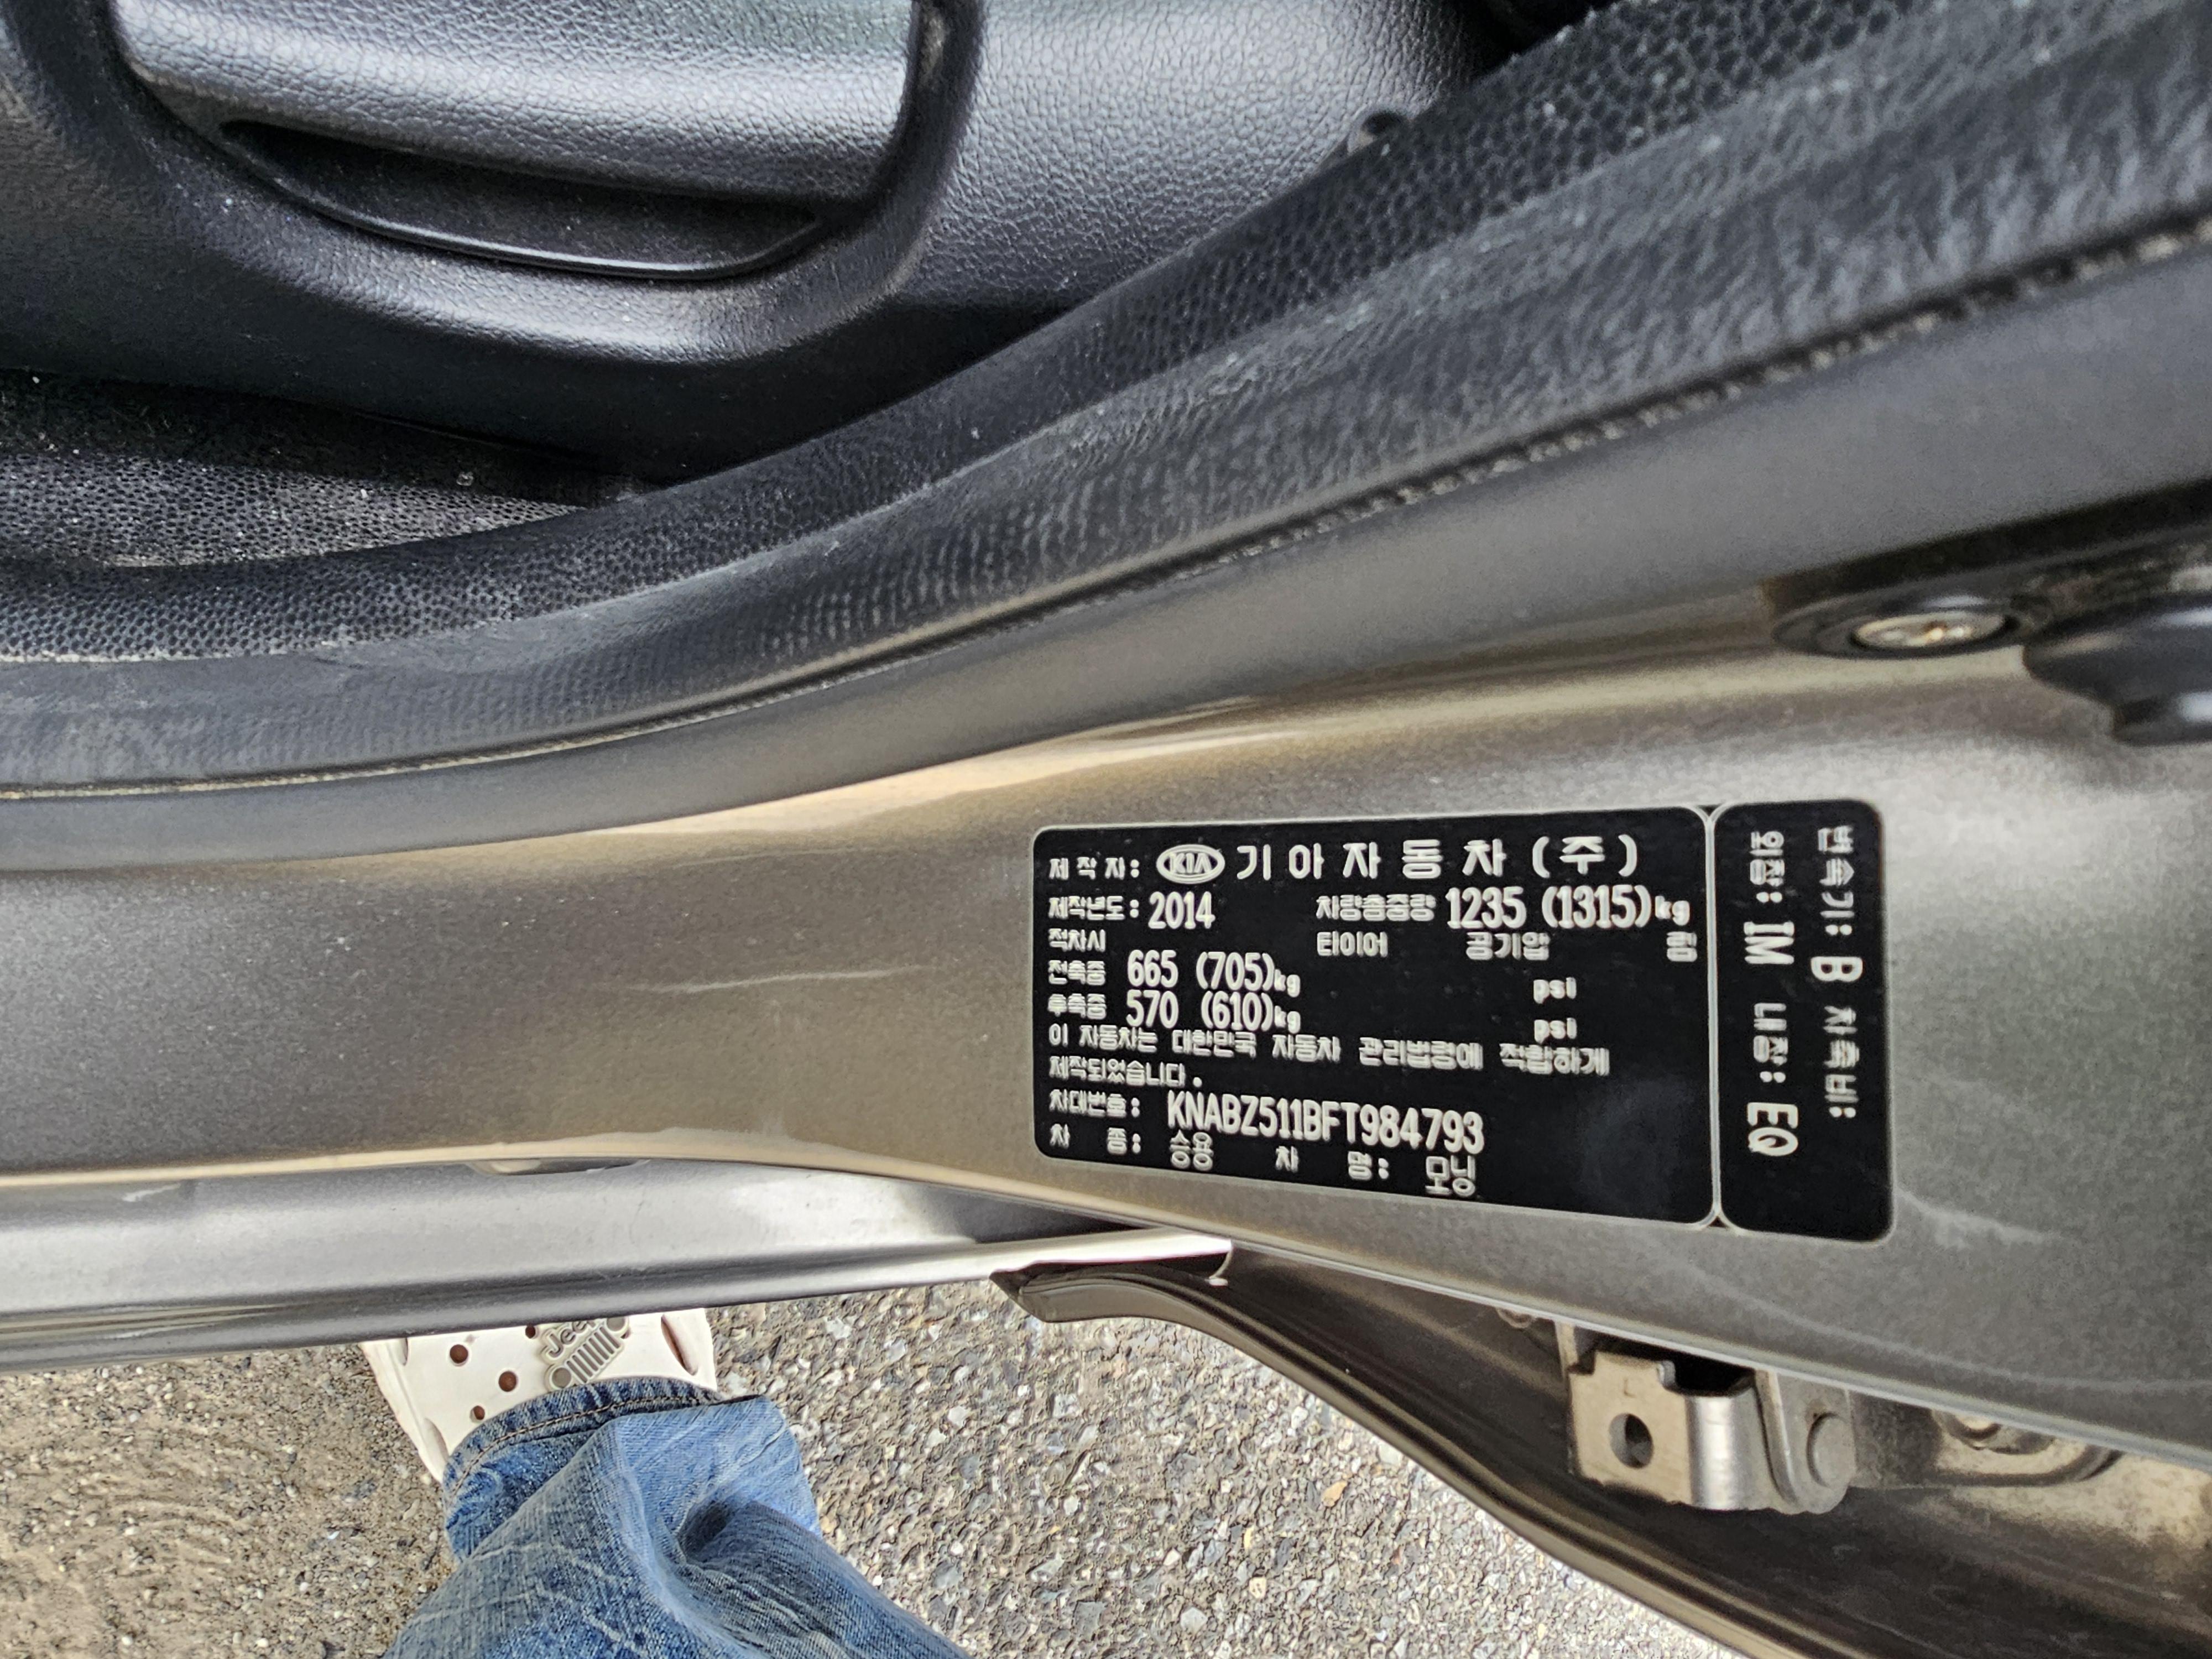 제 작 자: KIA 기 아 자 동 차 (주)
제작년도: 2014 차량총중량 1235 (1315)kg
적차시 타이어 공기압 림
전축중 665 (705)kg psi
후축중 570 (610)kg psi
이 자동차는 대한민국 자동차 관리법령에 적합하게
제작되었습니다.
차대번호: KNABZ511BFT984793
차 종: 승용 차 명: 모닝
변속기: B 차축비:
외장: IM 내장: EQ
Jeep
L